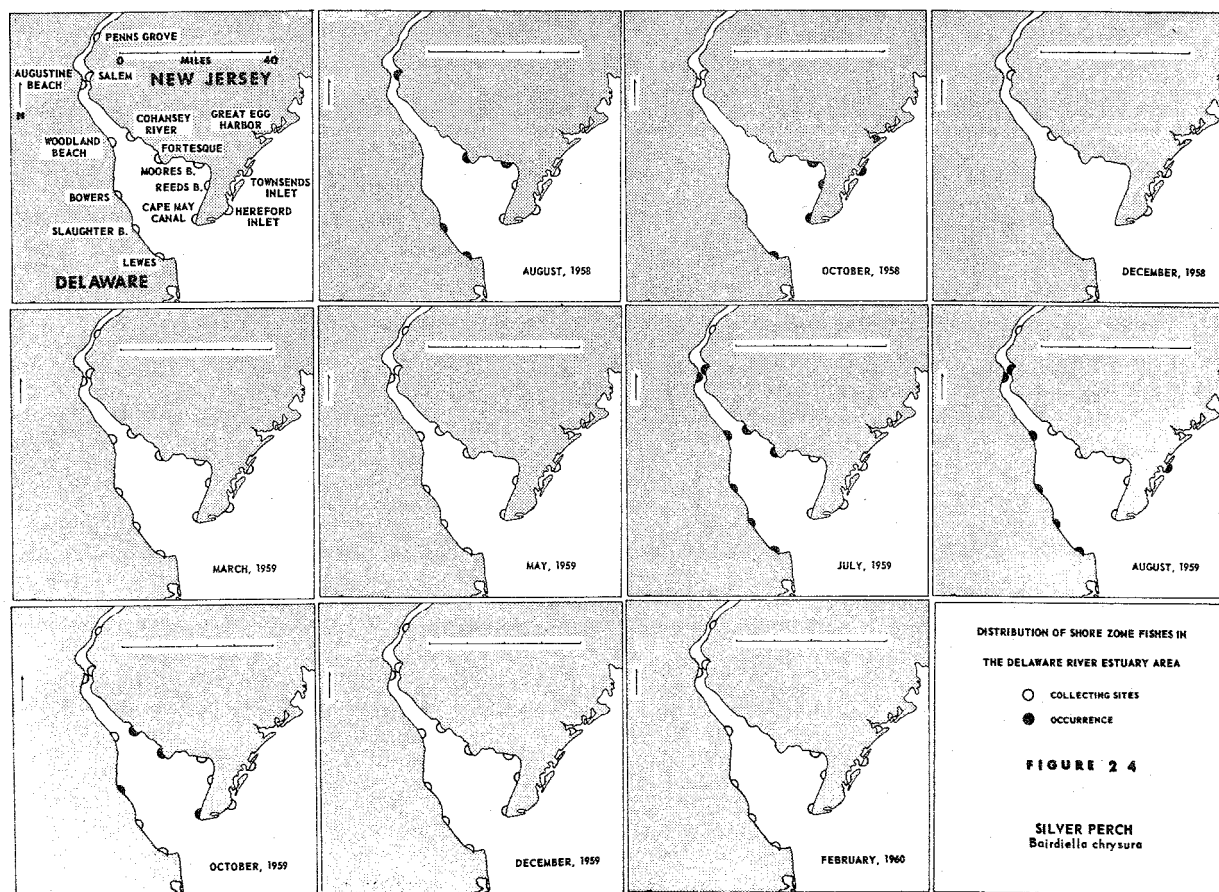 PENNS GROVE
0 MILES 40
AUGUSTINE BEACH
SALEM
NEW JERSEY
N
COHANSEY RIVER
GREAT EGG HARBOR
WOODLAND BEACH
FORTESQUE
MOORES B.
REEDS B.
TOWNSENDS INLET
BOWERS
CAPE MAY CANAL
HEREFORD INLET
SLAUGHTER B.
LEWES
DELAWARE
AUGUST, 1958
OCTOBER, 1958
DECEMBER, 1958
MARCH, 1959
MAY, 1959
JULY, 1959
AUGUST, 1959
OCTOBER, 1959
DECEMBER, 1959
FEBRUARY, 1960
DISTRIBUTION OF SHORE ZONE FISHES IN
THE DELAWARE RIVER ESTUARY AREA
COLLECTING SITES
OCCURRENCE
FIGURE 24
SILVER PERCH
Bairdiella chrysura